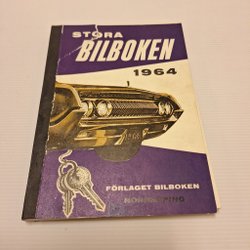 STORA
BILBOKEN
1964
FÖRLAGET BILBOKEN
NORRKÖPING